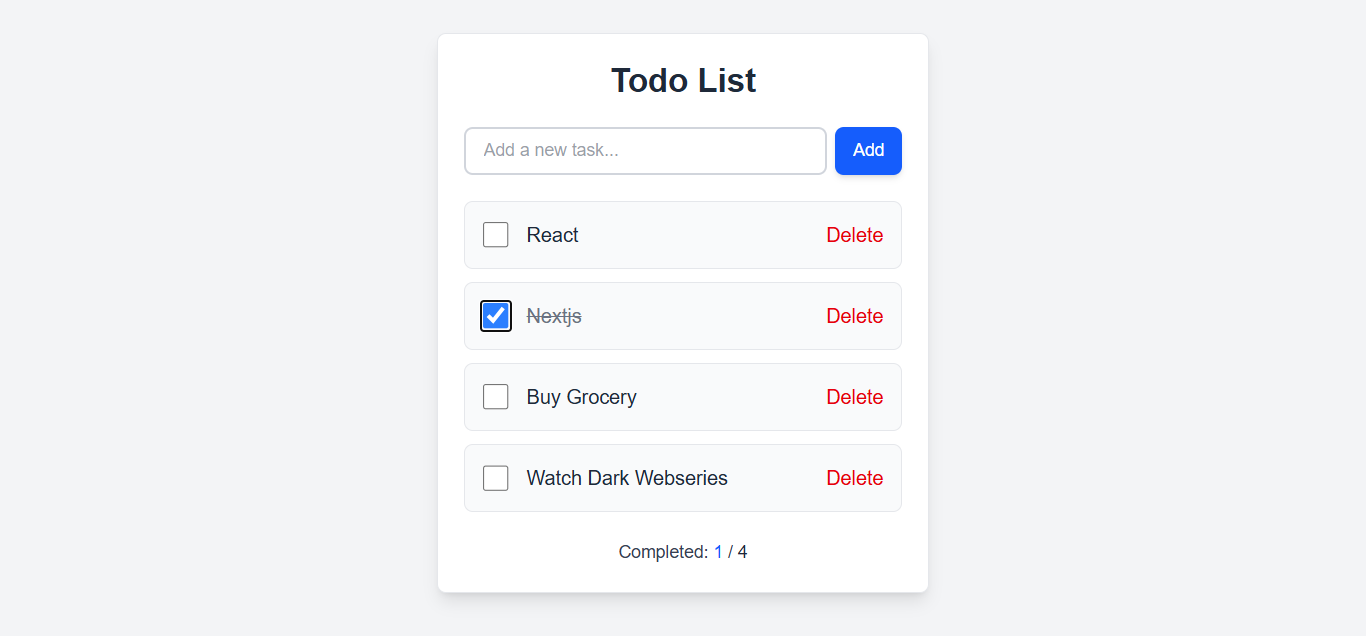 Todo List
Add a new task...
Add
React
Delete
Nextjs
Delete
Buy Grocery
Delete
Watch Dark Webseries
Delete
Completed: 1 / 4